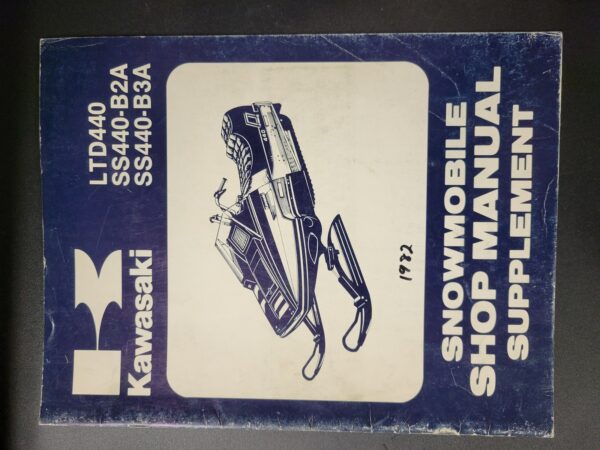 Kawasaki
LTD440
SS440-B2A
SS440-B3A
1982
SNOWMOBILE
SHOP MANUAL
SUPPLEMENT